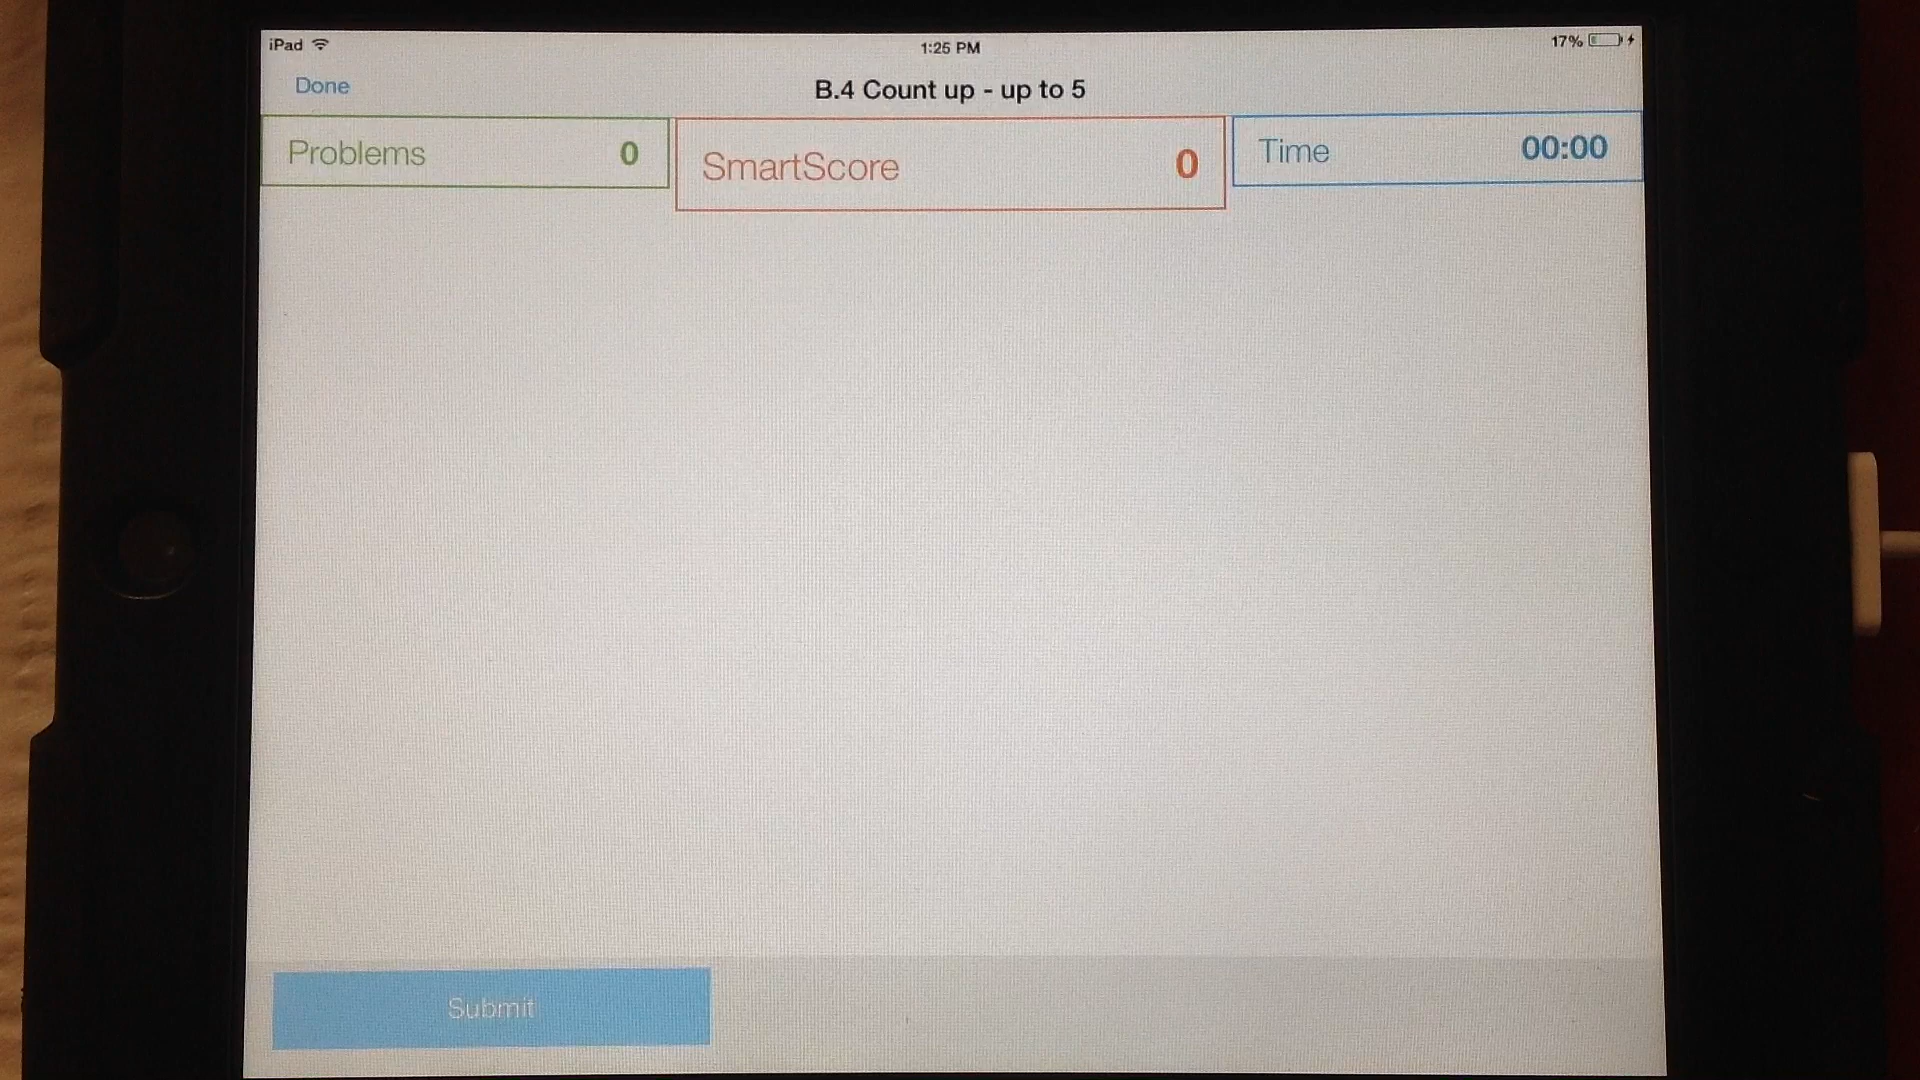 iPad
1:25 PM
17%
Done
B.4 Count up - up to 5
Problems 0
SmartScore 0
Time 00:00
Submit